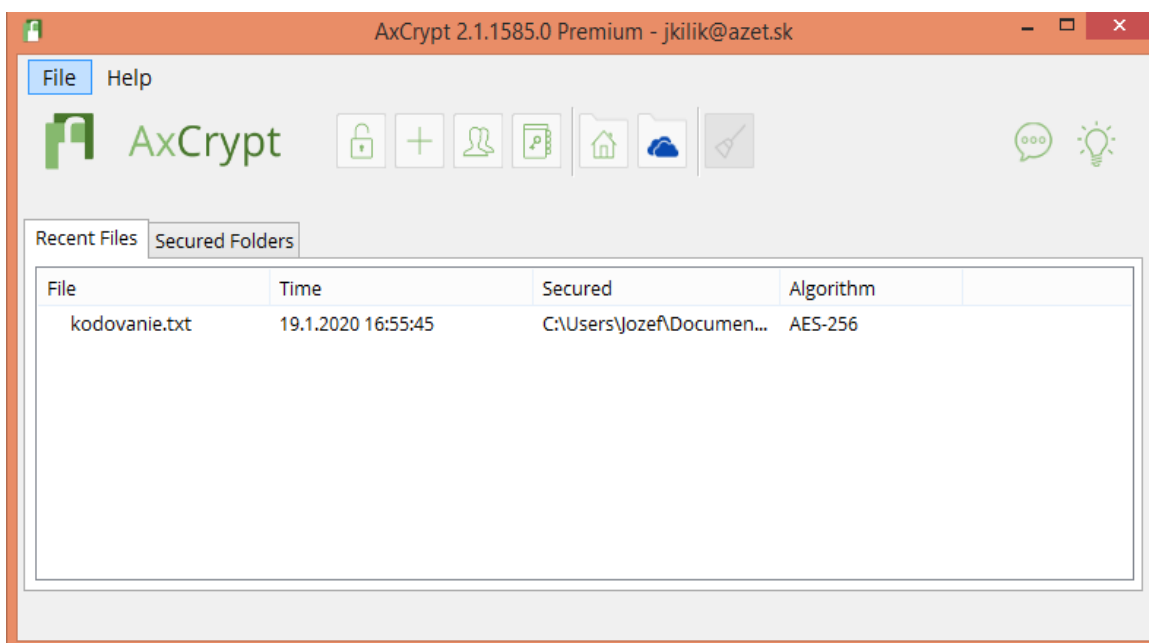 AxCrypt 2.1.1585.0 Premium - jkilik@azet.sk
File Help
AxCrypt
Recent Files Secured Folders
File Time Secured Algorithm
kodovanie.txt 19.1.2020 16:55:45 C:\Users\Jozef\Documen... AES-256